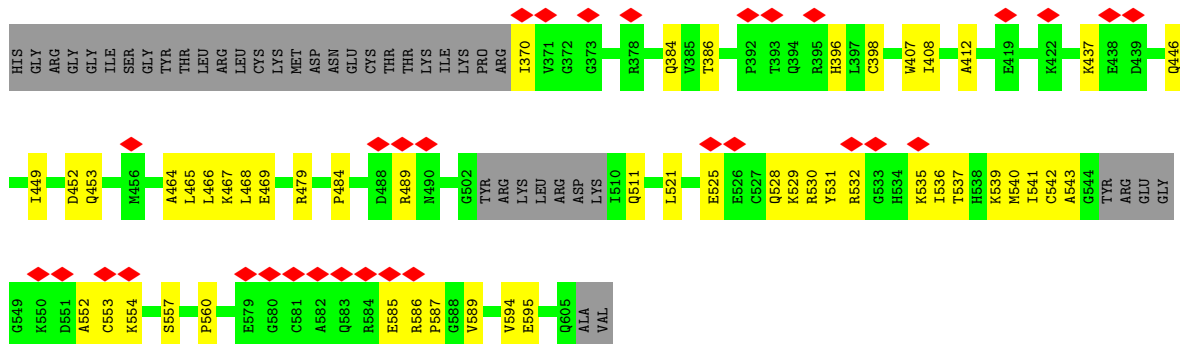 HIS GLY ARG GLY GLY ILE SER GLY TYR THR LEU ARG LEU CYS LYS MET ASP ASN GLU CYS THR THR LYS ILE LYS PRO ARG I370 V371 G372 G373 R378 Q384 V385 T386 P392 T393 Q394 R395 H396 L397 C398 W407 I408 A412 E419 K422 K437 E438 D439 Q446
I449 D452 Q453 M456 A464 L465 L466 K467 L468 E469 R479 P484 D488 R489 N490 G502 TYR ARG LYS LEU ARG ASP LYS I510 Q511 L521 E525 E526 C527 Q528 K529 R530 Y531 R532 G533 H534 K535 I536 T537 H538 K539 M540 I541 C542 A543 G544 TYR ARG GLU GLY
G549 K550 D551 A552 C553 K554 S557 P560 E579 G580 C581 A582 Q583 R584 E585 R586 P587 G588 V589 V594 E595 Q605 ALA VAL